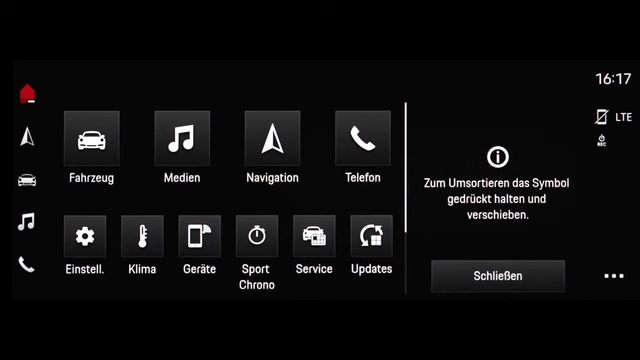 16:17
LTE
REC
Fahrzeug
Medien
Navigation
Telefon
Zum Umsortieren das Symbol
gedrückt halten und
verschieben.
Einstell.
Klima
Geräte
Sport
Chrono
Service
Updates
Schließen